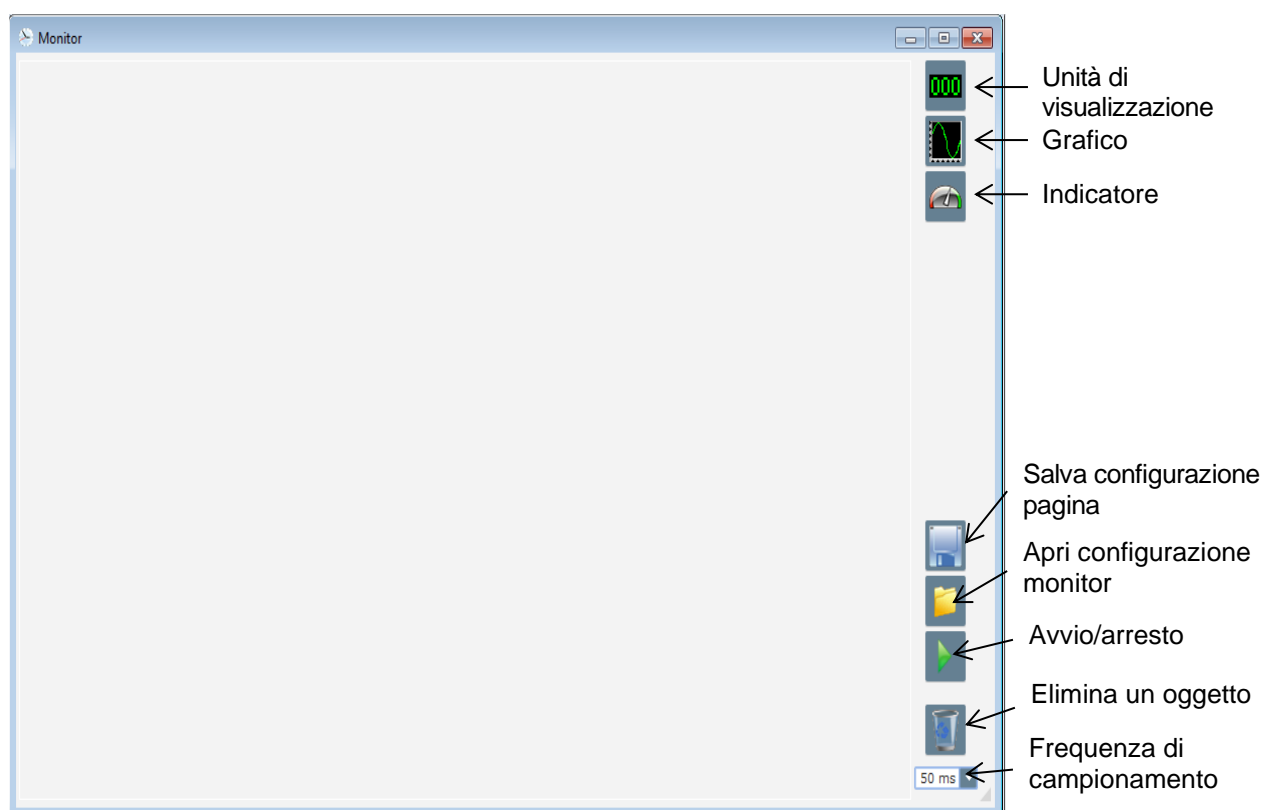 Monitor
000
Unità di
visualizzazione
Grafico
Indicatore
Salva configurazione
pagina
Apri configurazione
monitor
Avvio/arresto
Elimina un oggetto
Frequenza di
campionamento
50 ms